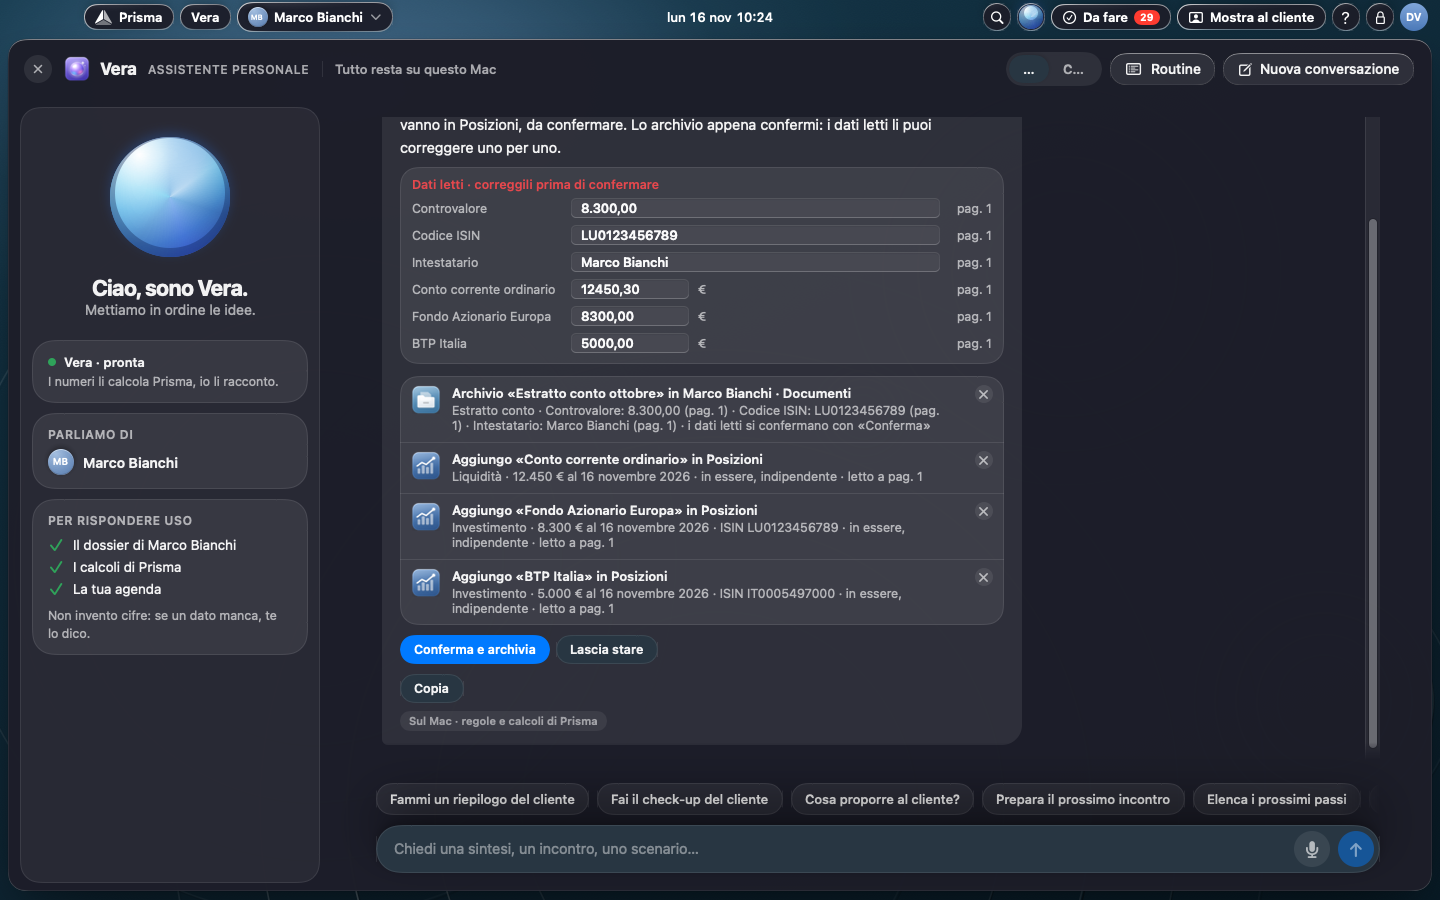 Prisma
Vera
MB Marco Bianchi
lun 16 nov 10:24
Da fare 29
Mostra al cliente
?
DV
Vera ASSISTENTE PERSONALE
Tutto resta su questo Mac
...
C...
Routine
Nuova conversazione
Ciao, sono Vera.
Mettiamo in ordine le idee.
Vera · pronta
I numeri li calcola Prisma, io li racconto.
PARLIAMO DI
MB Marco Bianchi
PER RISPONDERE USO
Il dossier di Marco Bianchi
I calcoli di Prisma
La tua agenda
Non invento cifre: se un dato manca, te
lo dico.
vanno in Posizioni, da confermare. Lo archivio appena confermi: i dati letti li puoi
correggere uno per uno.
Dati letti · correggili prima di confermare
Controvalore 8.300,00 pag. 1
Codice ISIN LU0123456789 pag. 1
Intestatario Marco Bianchi pag. 1
Conto corrente ordinario 12450,30 € pag. 1
Fondo Azionario Europa 8300,00 € pag. 1
BTP Italia 5000,00 € pag. 1
Archivio «Estratto conto ottobre» in Marco Bianchi · Documenti
Estratto conto · Controvalore: 8.300,00 (pag. 1) · Codice ISIN: LU0123456789 (pag.
1) · Intestatario: Marco Bianchi (pag. 1) · i dati letti si confermano con «Conferma»
Aggiungo «Conto corrente ordinario» in Posizioni
Liquidità · 12.450 € al 16 novembre 2026 · in essere, indipendente · letto a pag. 1
Aggiungo «Fondo Azionario Europa» in Posizioni
Investimento · 8.300 € al 16 novembre 2026 · ISIN LU0123456789 · in essere,
indipendente · letto a pag. 1
Aggiungo «BTP Italia» in Posizioni
Investimento · 5.000 € al 16 novembre 2026 · ISIN IT0005497000 · in essere,
indipendente · letto a pag. 1
Conferma e archivia
Lascia stare
Copia
Sul Mac · regole e calcoli di Prisma
Fammi un riepilogo del cliente
Fai il check-up del cliente
Cosa proporre al cliente?
Prepara il prossimo incontro
Elenca i prossimi passi
Chiedi una sintesi, un incontro, uno scenario...